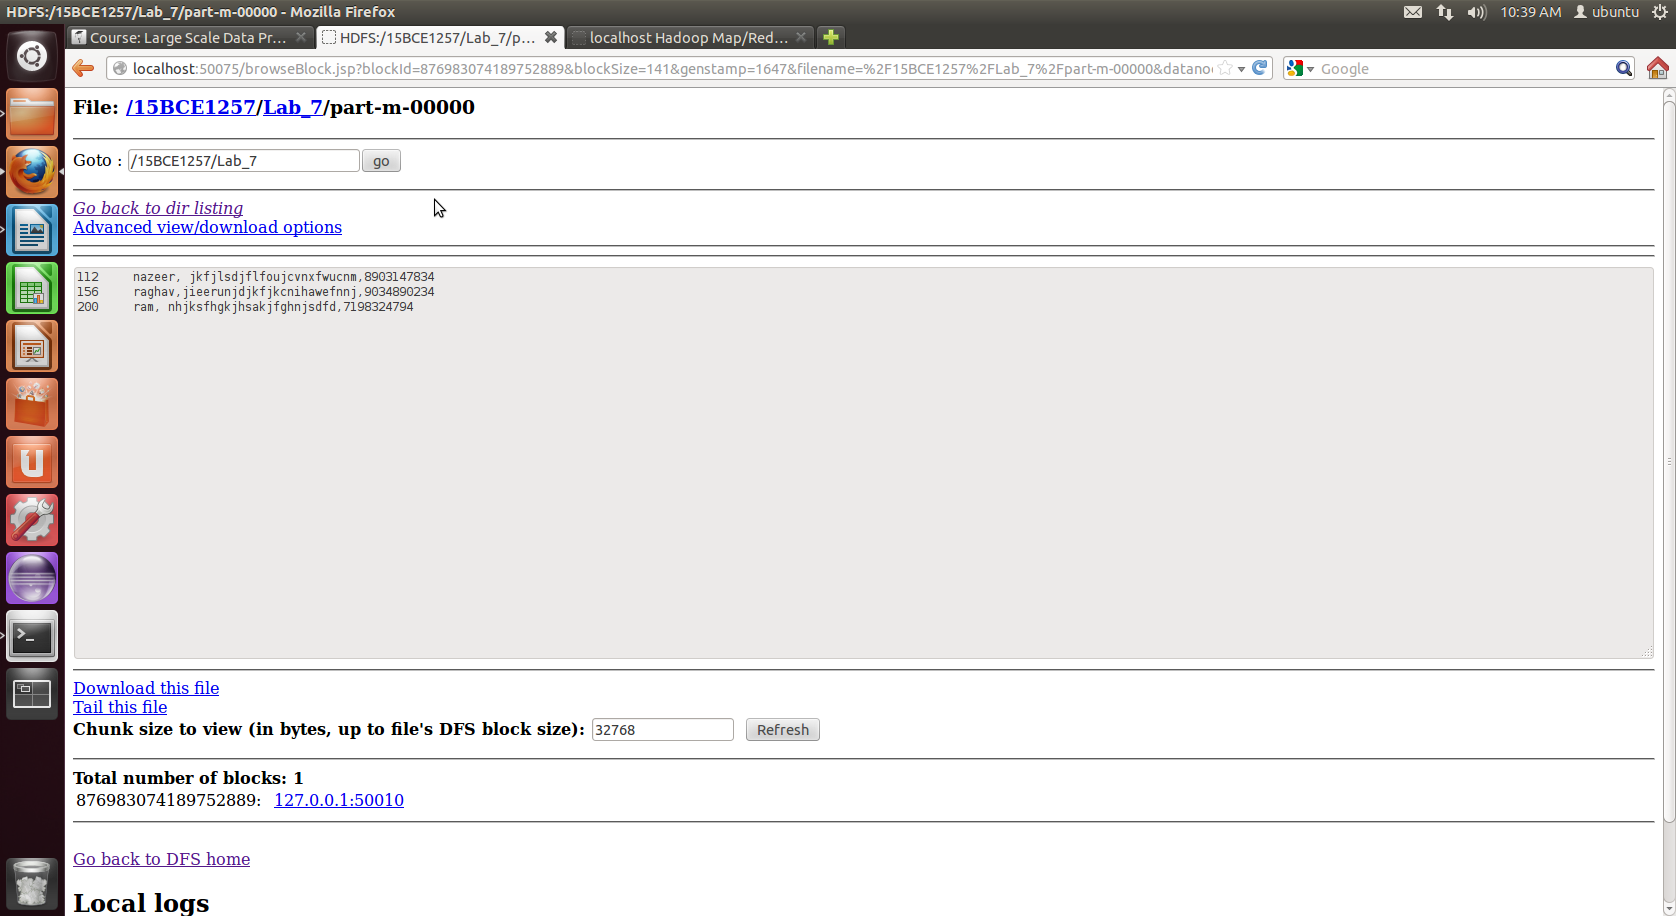 HDFS:/15BCE1257/Lab_7/part-m-00000 - Mozilla Firefox
10:39 AM ubuntu
Course: Large Scale Data Pr...
HDFS:/15BCE1257/Lab_7/p...
localhost Hadoop Map/Red...
localhost:50075/browseBlock.jsp?blockId=876983074189752889&blockSize=141&genstamp=1647&filename=%2F15BCE1257%2FLab_7%2Fpart-m-00000&datano
Google
File: /15BCE1257/Lab_7/part-m-00000
Goto : /15BCE1257/Lab_7 go
Go back to dir listing
Advanced view/download options
112 nazeer, jkfjlsdjflfoujcvnxfwucnm,8903147834
156 raghav,jieerunjdjkfjkcnihawefnnj,9034890234
200 ram, nhjksfhgkjhsakjfghnjsdfd,7198324794
Download this file
Tail this file
Chunk size to view (in bytes, up to file's DFS block size): 32768 Refresh
Total number of blocks: 1
876983074189752889: 127.0.0.1:50010
Go back to DFS home
Local logs